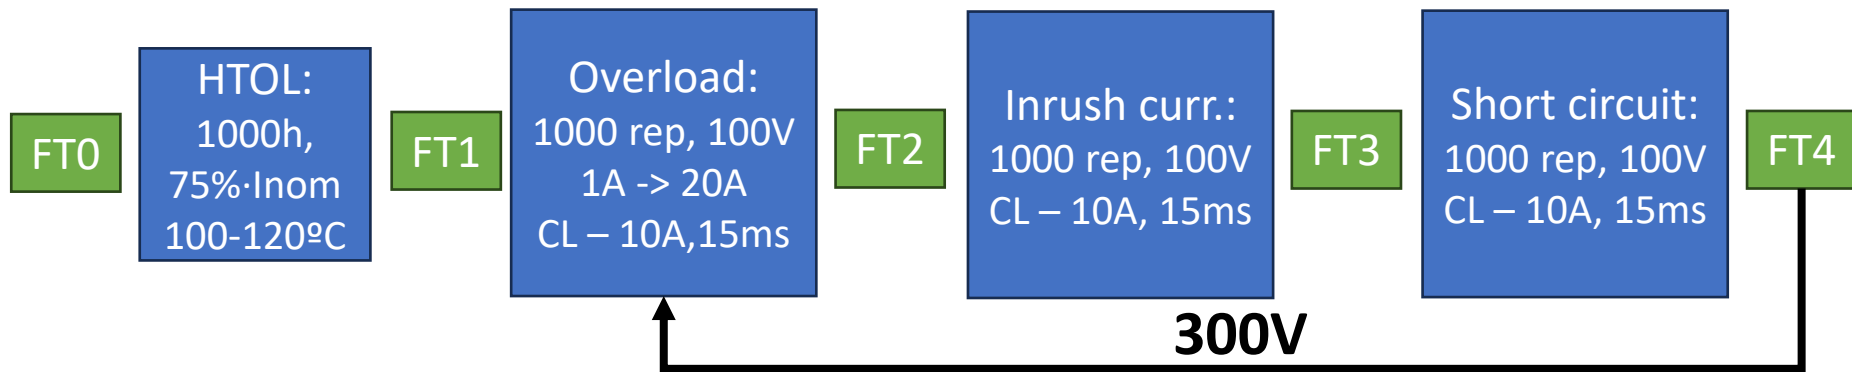 FT0
HTOL:
1000h,
75%·Inom
100-120ºC
FT1
Overload:
1000 rep, 100V
1A -> 20A
CL – 10A,15ms
FT2
Inrush curr.:
1000 rep, 100V
CL – 10A, 15ms
FT3
Short circuit:
1000 rep, 100V
CL – 10A, 15ms
FT4
300V